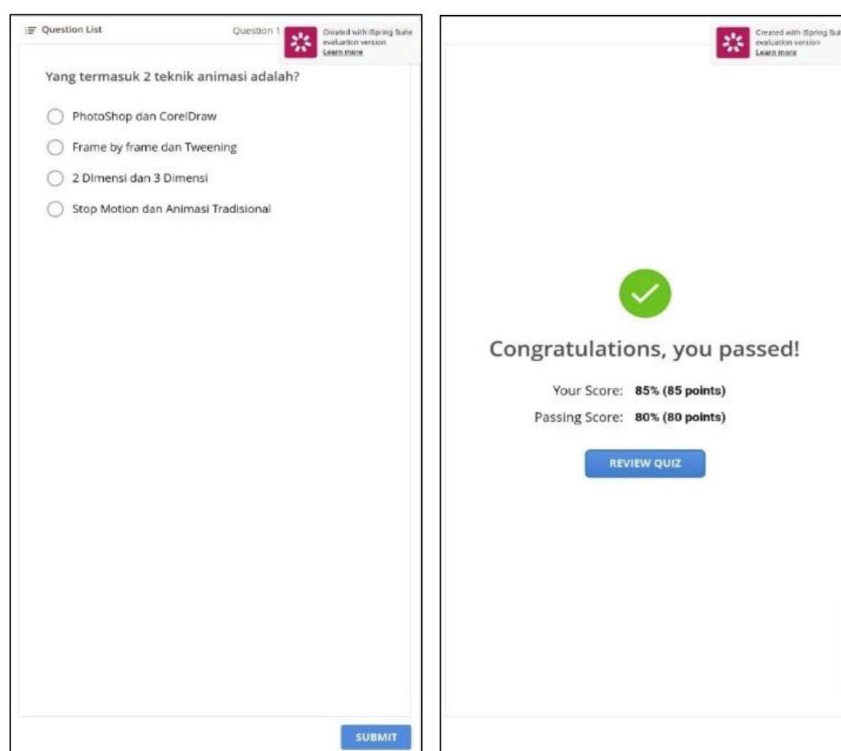 Question List
Question 1
Created with iSpring Suite
evaluation version
Learn more
Yang termasuk 2 teknik animasi adalah?
PhotoShop dan CorelDraw
Frame by frame dan Tweening
2 Dimensi dan 3 Dimensi
Stop Motion dan Animasi Tradisional
SUBMIT
Created with iSpring Suit
evaluation version
Learn more
Congratulations, you passed!
Your Score: 85% (85 points)
Passing Score: 80% (80 points)
REVIEW QUIZ